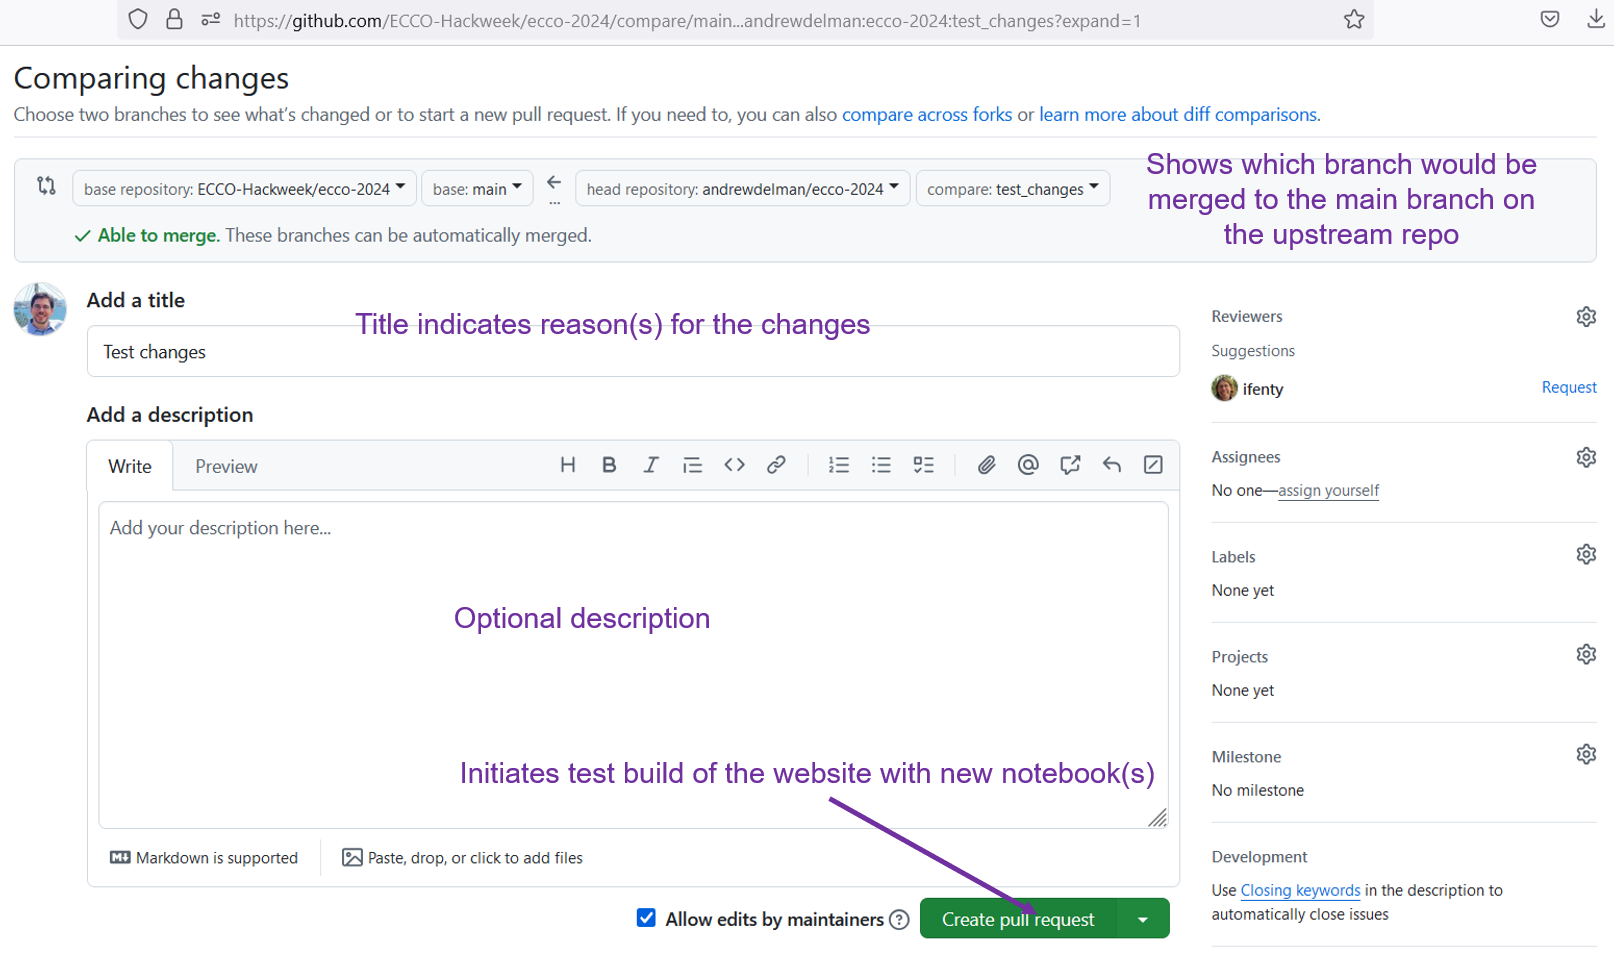 https://github.com/ECCO-Hackweek/ecco-2024/compare/main...andrewdelman:ecco-2024:test_changes?expand=1
Comparing changes
Choose two branches to see what's changed or to start a new pull request. If you need to, you can also compare across forks or learn more about diff comparisons.
base repository: ECCO-Hackweek/ecco-2024 base: main ... head repository: andrewdelman/ecco-2024 compare: test_changes
Able to merge. These branches can be automatically merged.
Shows which branch would be
merged to the main branch on
the upstream repo
Add a title
Title indicates reason(s) for the changes
Test changes
Add a description
Write Preview
Add your description here...
Optional description
Initiates test build of the website with new notebook(s)
Markdown is supported Paste, drop, or click to add files
Allow edits by maintainers Create pull request
Reviewers
Suggestions
ifenty Request
Assignees
No one—assign yourself
Labels
None yet
Projects
None yet
Milestone
No milestone
Development
Use Closing keywords in the description to
automatically close issues